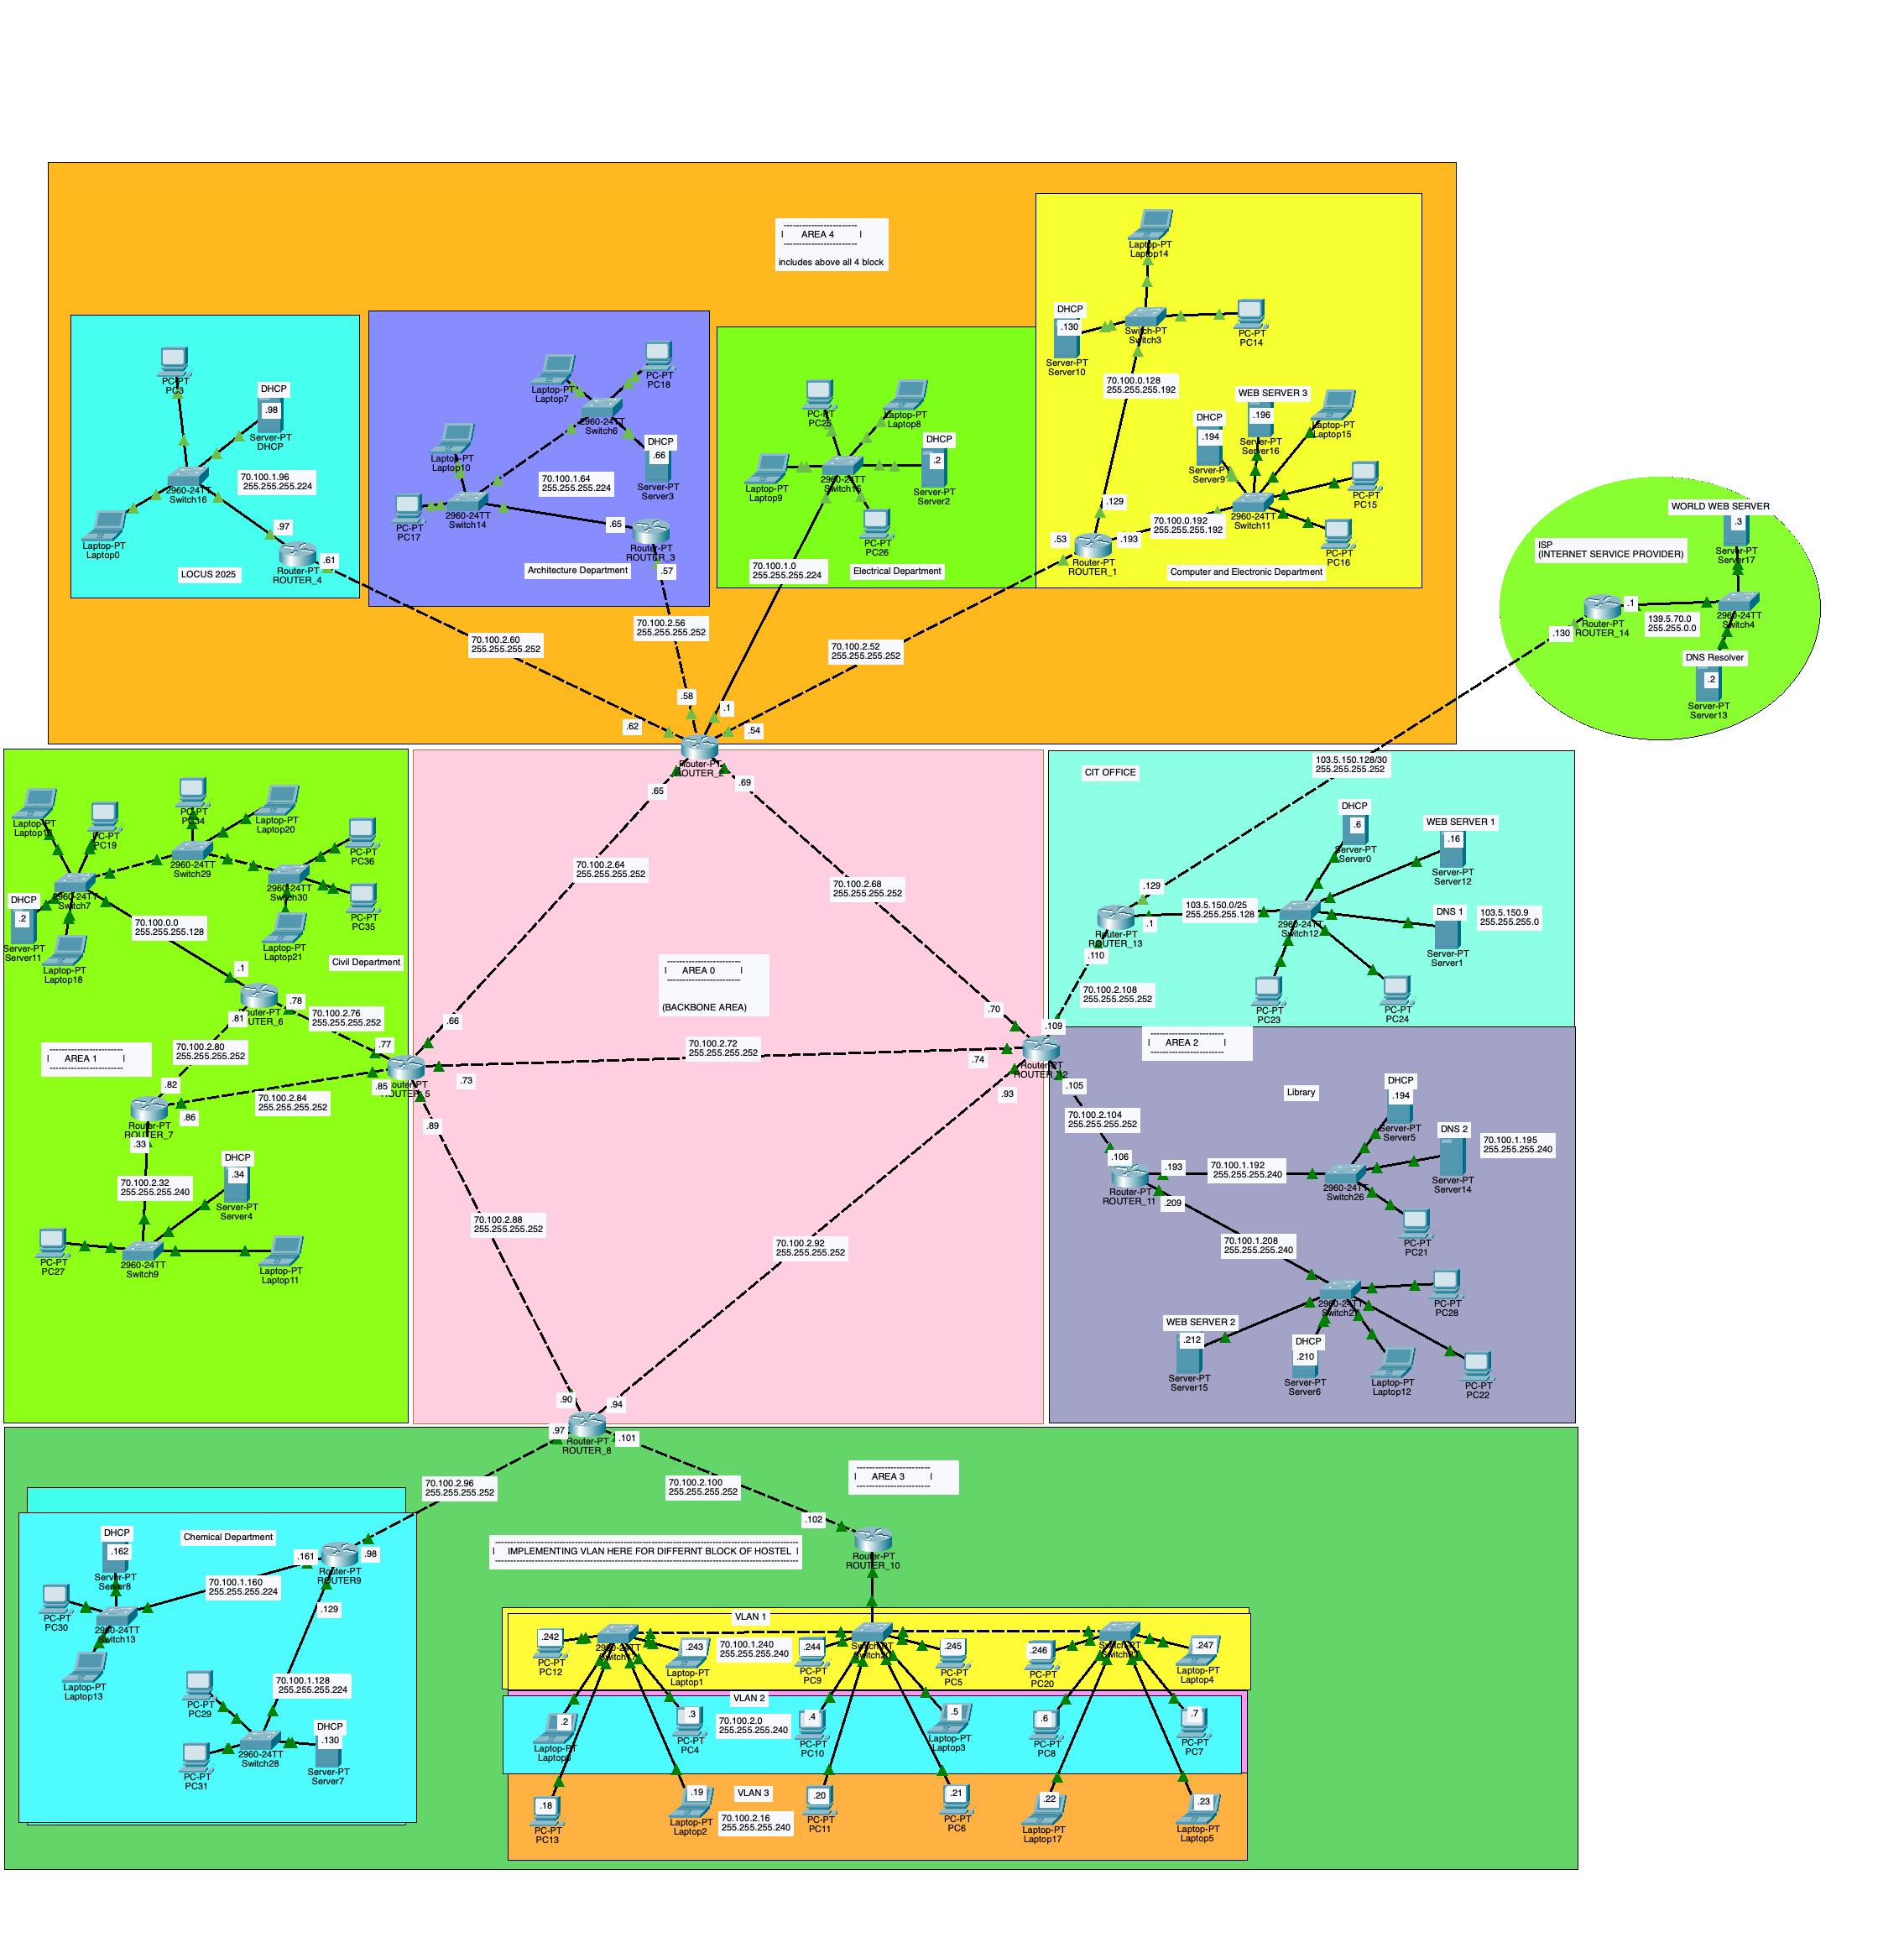 ------------------------
| AREA 4 |
------------------------
includes above all 4 block
PC-PT
PC3
DHCP
.98
Server-PT
DHCP
70.100.1.96
255.255.255.224
2960-24TT
Switch16
.97
Laptop-PT
Laptop0
LOCUS 2025
.61
Router-PT
ROUTER_4
Laptop-PT
Laptop7
PC-PT
PC18
2960-24TT
Switch6
DHCP
.66
Server-PT
Server3
Laptop-PT
Laptop10
70.100.1.64
255.255.255.224
2960-24TT
Switch14
PC-PT
PC17
.65
Router-PT
ROUTER_3
Architecture Department
.57
PC-PT
PC25
Laptop-PT
Laptop8
DHCP
.2
Server-PT
Server2
Laptop-PT
Laptop9
2960-24TT
Switch15
PC-PT
PC26
70.100.1.0
255.255.255.224
Electrical Department
Laptop-PT
Laptop14
DHCP
.130
Server-PT
Server10
Switch-PT
Switch3
PC-PT
PC14
70.100.0.128
255.255.255.192
WEB SERVER 3
.196
Server-PT
Server16
Laptop-PT
Laptop15
DHCP
.194
Server-PT
Server9
PC-PT
PC15
2960-24TT
Switch11
.129
70.100.0.192
255.255.255.192
PC-PT
PC16
.53
.193
Router-PT
ROUTER_1
Computer and Electronic Department
WORLD WEB SERVER
.3
Server-PT
Server17
ISP
(INTERNET SERVICE PROVIDER)
.1
139.5.70.0
255.255.0.0
2960-24TT
Switch4
.130
Router-PT
ROUTER_14
DNS Resolver
.2
Server-PT
Server13
70.100.2.60
255.255.255.252
70.100.2.56
255.255.255.252
70.100.2.52
255.255.255.252
.62
.58
.1
.54
Router-PT
ROUTER_2
.65
.69
Laptop-PT
PC-PT
PC19
PC-PT
PC34
Laptop-PT
Laptop20
PC-PT
PC36
2960-24TT
Switch29
2960-24TT
Switch7
2960-24TT
Switch30
PC-PT
PC35
DHCP
.2
Server-PT
Server11
70.100.0.0
255.255.255.128
Laptop-PT
Laptop21
Laptop-PT
Laptop18
.1
Civil Department
.78
.81
70.100.2.76
255.255.255.252
70.100.2.80
255.255.255.252
------------------------
| AREA 1 |
------------------------
.77
.82
.85
.86
70.100.2.84
255.255.255.252
Router-PT
ROUTER_7
.33
70.100.2.32
255.255.255.240
DHCP
.34
Server-PT
Server4
PC-PT
PC27
2960-24TT
Switch9
Laptop-PT
Laptop11
70.100.2.64
255.255.255.252
70.100.2.68
255.255.255.252
------------------------
| AREA 0 |
------------------------
(BACKBONE AREA)
.66
.70
70.100.2.72
255.255.255.252
.73
.74
.89
.93
70.100.2.88
255.255.255.252
70.100.2.92
255.255.255.252
.90
.94
CIT OFFICE
103.5.150.128/30
255.255.255.252
DHCP
.6
Server-PT
Server0
WEB SERVER 1
.16
Server-PT
Server12
.129
103.5.150.0/25
255.255.255.128
.1
2960-24TT
Switch12
DNS 1
103.5.150.9
255.255.255.0
Server-PT
Server1
Router-PT
ROUTER_13
.110
70.100.2.108
255.255.255.252
PC-PT
PC23
PC-PT
PC24
.109
------------------------
| AREA 2 |
------------------------
.105
Library
DHCP
.194
Server-PT
Server5
70.100.2.104
255.255.255.252
DNS 2
70.100.1.195
255.255.255.240
Server-PT
Server14
.106
.193
70.100.1.192
255.255.255.240
2960-24TT
Switch26
Router-PT
ROUTER_11
.209
PC-PT
PC21
70.100.1.208
255.255.255.240
PC-PT
PC28
2960-24TT
WEB SERVER 2
.212
Server-PT
Server15
DHCP
.210
Server-PT
Server6
Laptop-PT
Laptop12
PC-PT
PC22
.97
.101
Router-PT
ROUTER_8
70.100.2.96
255.255.255.252
70.100.2.100
255.255.255.252
------------------------
| AREA 3 |
------------------------
.102
Router-PT
ROUTER_10
| IMPLEMENTING VLAN HERE FOR DIFFERNT BLOCK OF HOSTEL |
Chemical Department
DHCP
.162
Server-PT
Server8
.161
.98
Router-PT
ROUTER9
70.100.1.160
255.255.255.224
PC-PT
PC30
2960-24TT
Switch13
.129
Laptop-PT
Laptop13
70.100.1.128
255.255.255.224
PC-PT
PC29
DHCP
.130
Server-PT
Server7
2960-24TT
Switch28
PC-PT
PC31
VLAN 1
.242
PC-PT
PC12
.243
Laptop-PT
Laptop1
70.100.1.240
255.255.255.240
.244
PC-PT
PC9
.245
PC-PT
PC5
.246
PC-PT
PC20
.247
Laptop-PT
Laptop4
VLAN 2
.2
Laptop-PT
.3
PC-PT
PC4
70.100.2.0
255.255.255.240
.4
PC-PT
PC10
.5
Laptop-PT
Laptop3
.6
PC-PT
PC8
.7
PC-PT
PC7
VLAN 3
.18
PC-PT
PC13
.19
Laptop-PT
Laptop2
70.100.2.16
255.255.255.240
.20
PC-PT
PC11
.21
PC-PT
PC6
.22
Laptop-PT
Laptop17
.23
Laptop-PT
Laptop5